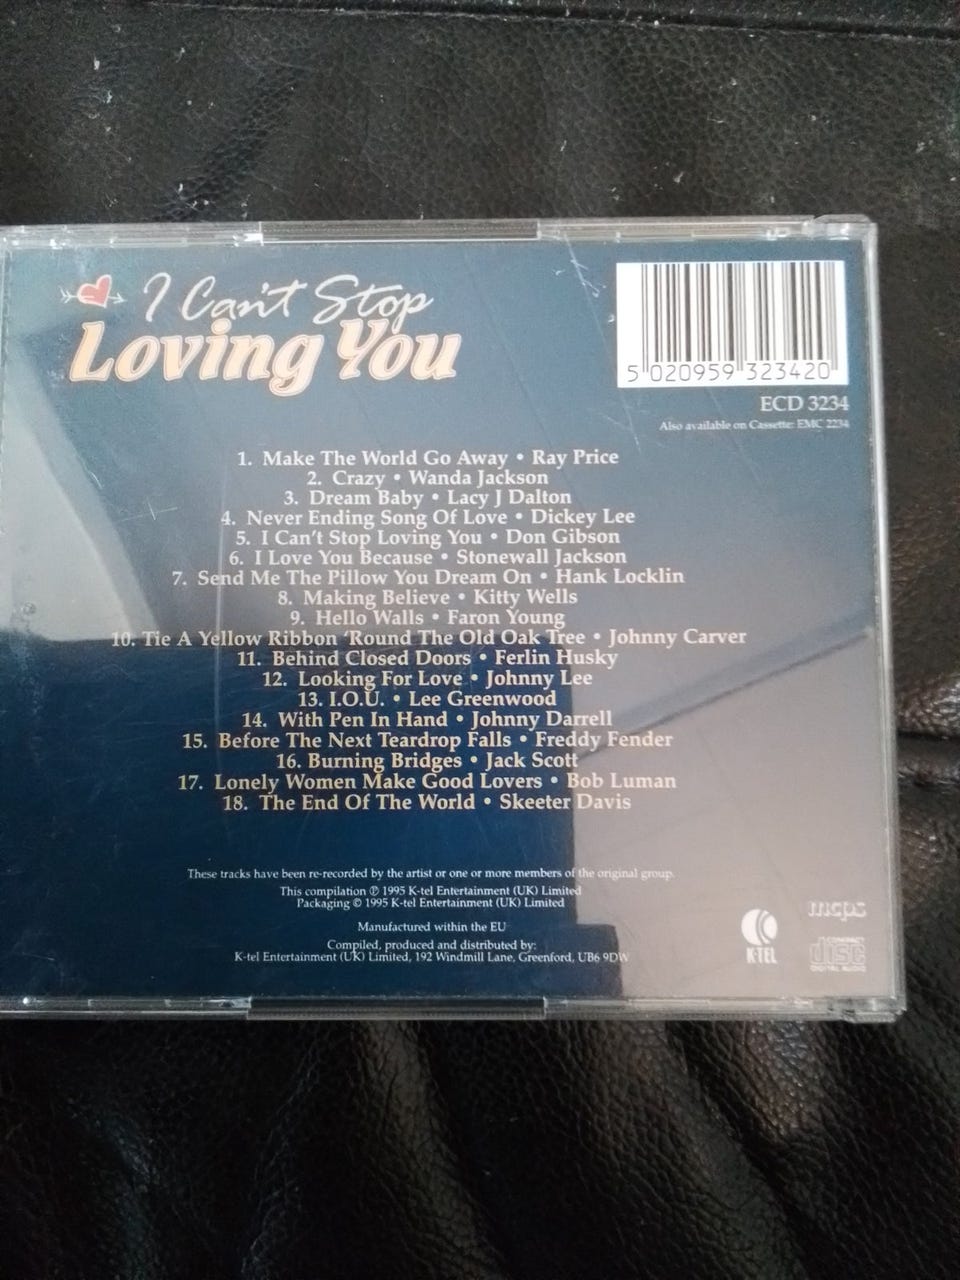 I Can't Stop
Loving You
5 020959 323420
ECD 3234
Also available on Cassette: EMC 2234
1. Make The World Go Away • Ray Price
2. Crazy • Wanda Jackson
3. Dream Baby • Lacy J Dalton
4. Never Ending Song Of Love • Dickey Lee
5. I Can't Stop Loving You • Don Gibson
6. I Love You Because • Stonewall Jackson
7. Send Me The Pillow You Dream On • Hank Locklin
8. Making Believe • Kitty Wells
9. Hello Walls • Faron Young
10. Tie A Yellow Ribbon 'Round The Old Oak Tree • Johnny Carver
11. Behind Closed Doors • Ferlin Husky
12. Looking For Love • Johnny Lee
13. I.O.U. • Lee Greenwood
14. With Pen In Hand • Johnny Darrell
15. Before The Next Teardrop Falls • Freddy Fender
16. Burning Bridges • Jack Scott
17. Lonely Women Make Good Lovers • Bob Luman
18. The End Of The World • Skeeter Davis
These tracks have been re-recorded by the artist or one or more members of the original group.
This compilation ℗ 1995 K-tel Entertainment (UK) Limited
Packaging © 1995 K-tel Entertainment (UK) Limited
Manufactured within the EU
Compiled, produced and distributed by:
K-tel Entertainment (UK) Limited, 192 Windmill Lane, Greenford, UB6 9DW
K-TEL
mcps
COMPACT
disc
DIGITAL AUDIO